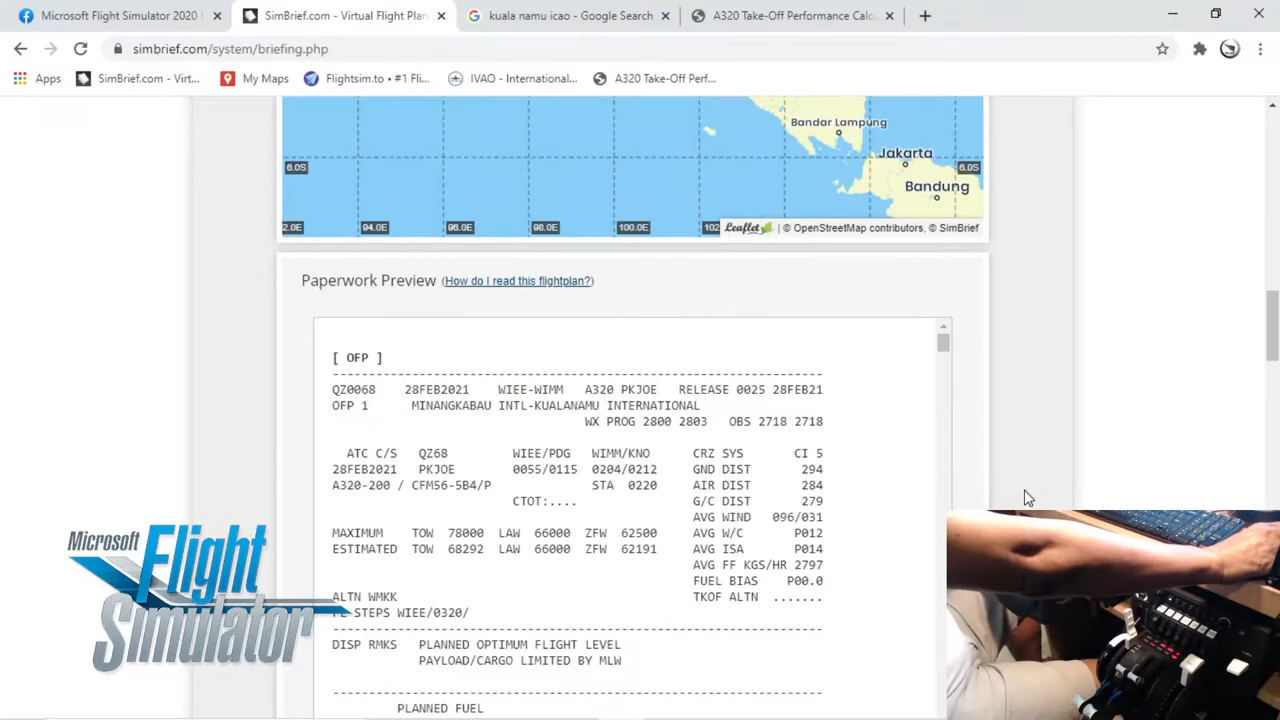 Microsoft Flight Simulator 2020
SimBrief.com - Virtual Flight Plan
kuala namu icao - Google Search
A320 Take-Off Performance Calcu
simbrief.com/system/briefing.php
Apps
SimBrief.com - Virt...
My Maps
Flightsim.to • #1 Fli...
IVAO - International...
A320 Take-Off Perf...
Bandar Lampung
Jakarta
Bandung
6.0S
6.0S
2.0E
94.0E
96.0E
98.0E
100.0E
102
Leaflet | © OpenStreetMap contributors, © SimBrief
Paperwork Preview (How do I read this flightplan?)
[ OFP ]
QZ0068 28FEB2021 WIEE-WIMM A320 PKJOE RELEASE 0025 28FEB21
OFP 1 MINANGKABAU INTL-KUALANAMU INTERNATIONAL
WX PROG 2800 2803 OBS 2718 2718
ATC C/S QZ68 WIEE/PDG WIMM/KNO CRZ SYS CI 5
28FEB2021 PKJOE 0055/0115 0204/0212 GND DIST 294
A320-200 / CFM56-5B4/P STA 0220 AIR DIST 284
CTOT:.... G/C DIST 279
AVG WIND 096/031
MAXIMUM TOW 78000 LAW 66000 ZFW 62500 AVG W/C P012
ESTIMATED TOW 68292 LAW 66000 ZFW 62191 AVG ISA P014
AVG FF KGS/HR 2797
FUEL BIAS P00.0
ALTN WMKK TKOF ALTN .......
STEPS WIEE/0320/
DISP RMKS PLANNED OPTIMUM FLIGHT LEVEL
PAYLOAD/CARGO LIMITED BY MLW
PLANNED FUEL
Microsoft
Flight
Simulator